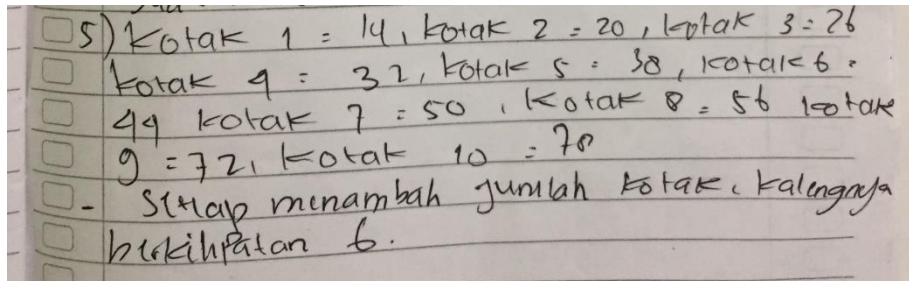 5) Kotak 1 = 14, kotak 2 = 20, kotak 3 = 26
kotak 4 = 32, kotak 5 = 38, kotak 6 =
44 kotak 7 = 50, kotak 8 = 56 kotak
9 = 72, kotak 10 = 78
- Setiap menambah jumlah kotak, kalengnya
berkilipatan 6.